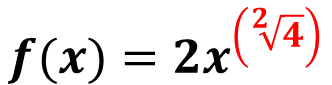 f(x) = 2x^(²√4)